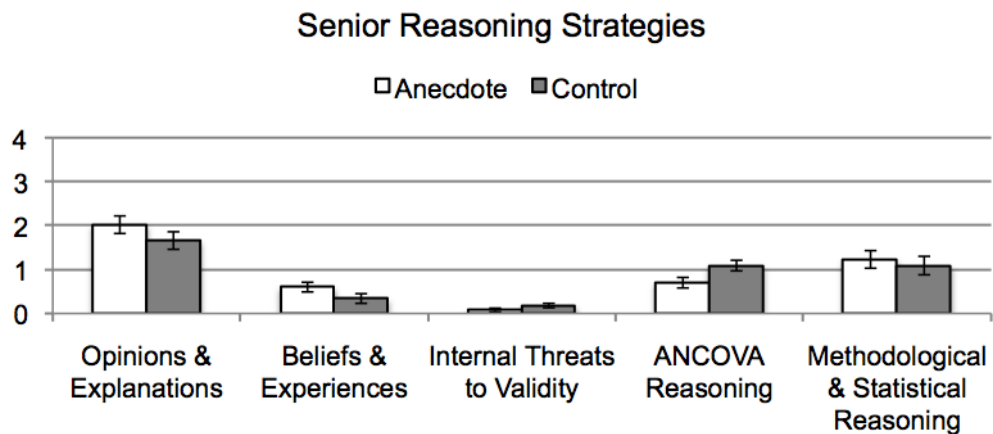 Senior Reasoning Strategies
Anecdote Control
4
3
2
1
0
Opinions & Explanations
Beliefs & Experiences
Internal Threats to Validity
ANCOVA Reasoning
Methodological & Statistical Reasoning